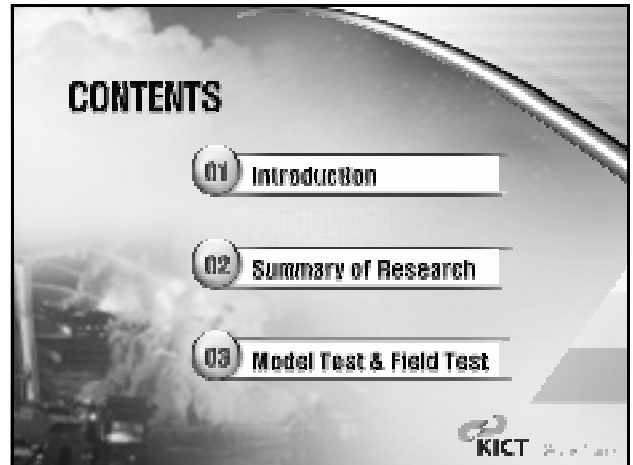 CONTENTS
01 Introduction
02 Summary of Research
03 Model Test & Field Test
KICT